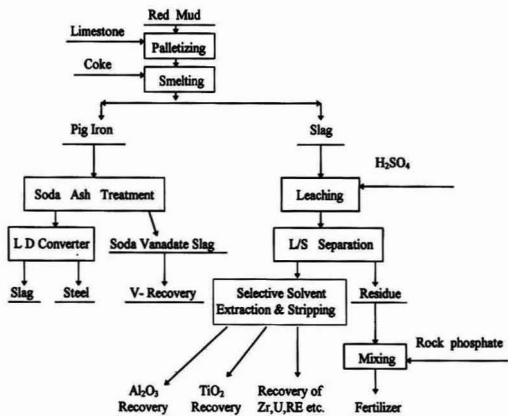 Red Mud
Limestone
Palletizing
Coke
Smelting
Pig Iron
Slag
H₂SO₄
Soda Ash Treatment
Leaching
L D Converter
Soda Vanadate Slag
L/S Separation
Slag
Steel
V- Recovery
Selective Solvent
Extraction & Stripping
Residue
Rock phosphate
Mixing
Al₂O₃
Recovery
TiO₂
Recovery
Recovery of
Zr,U,RE etc.
Fertilizer